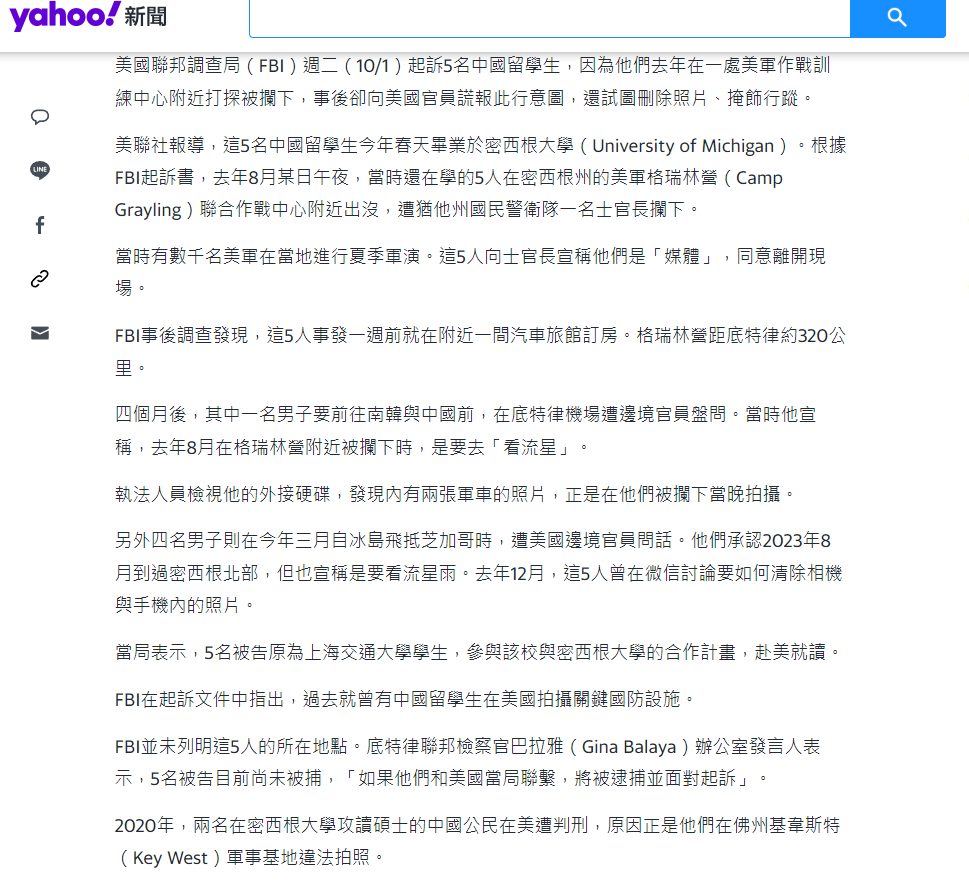 yahoo!新聞
美國聯邦調查局（FBI）週二（10/1）起訴5名中國留學生，因為他們去年在一處美軍作戰訓
練中心附近打探被攔下，事後卻向美國官員謊報此行意圖，還試圖刪除照片、掩飾行蹤。
美聯社報導，這5名中國留學生今年春天畢業於密西根大學（University of Michigan）。根據
FBI起訴書，去年8月某日午夜，當時還在學的5人在密西根州的美軍格瑞林營（Camp
Grayling）聯合作戰中心附近出沒，遭猶他州國民警衛隊一名士官長攔下。
當時有數千名美軍在當地進行夏季軍演。這5人向士官長宣稱他們是「媒體」，同意離開現
場。
FBI事後調查發現，這5人事發一週前就在附近一間汽車旅館訂房。格瑞林營距底特律約320公
里。
四個月後，其中一名男子要前往南韓與中國前，在底特律機場遭邊境官員盤問。當時他宣
稱，去年8月在格瑞林營附近被攔下時，是要去「看流星」。
執法人員檢視他的外接硬碟，發現內有兩張軍車的照片，正是在他們被攔下當晚拍攝。
另外四名男子則在今年三月自冰島飛抵芝加哥時，遭美國邊境官員問話。他們承認2023年8
月到過密西根北部，但也宣稱是要看流星雨。去年12月，這5人曾在微信討論要如何清除相機
與手機內的照片。
當局表示，5名被告原為上海交通大學學生，參與該校與密西根大學的合作計畫，赴美就讀。
FBI在起訴文件中指出，過去就曾有中國留學生在美國拍攝關鍵國防設施。
FBI並未列明這5人的所在地點。底特律聯邦檢察官巴拉雅（Gina Balaya）辦公室發言人表
示，5名被告目前尚未被捕，「如果他們和美國當局聯繫，將被逮捕並面對起訴」。
2020年，兩名在密西根大學攻讀碩士的中國公民在美遭判刑，原因正是他們在佛州基韋斯特
（Key West）軍事基地違法拍照。
LINE